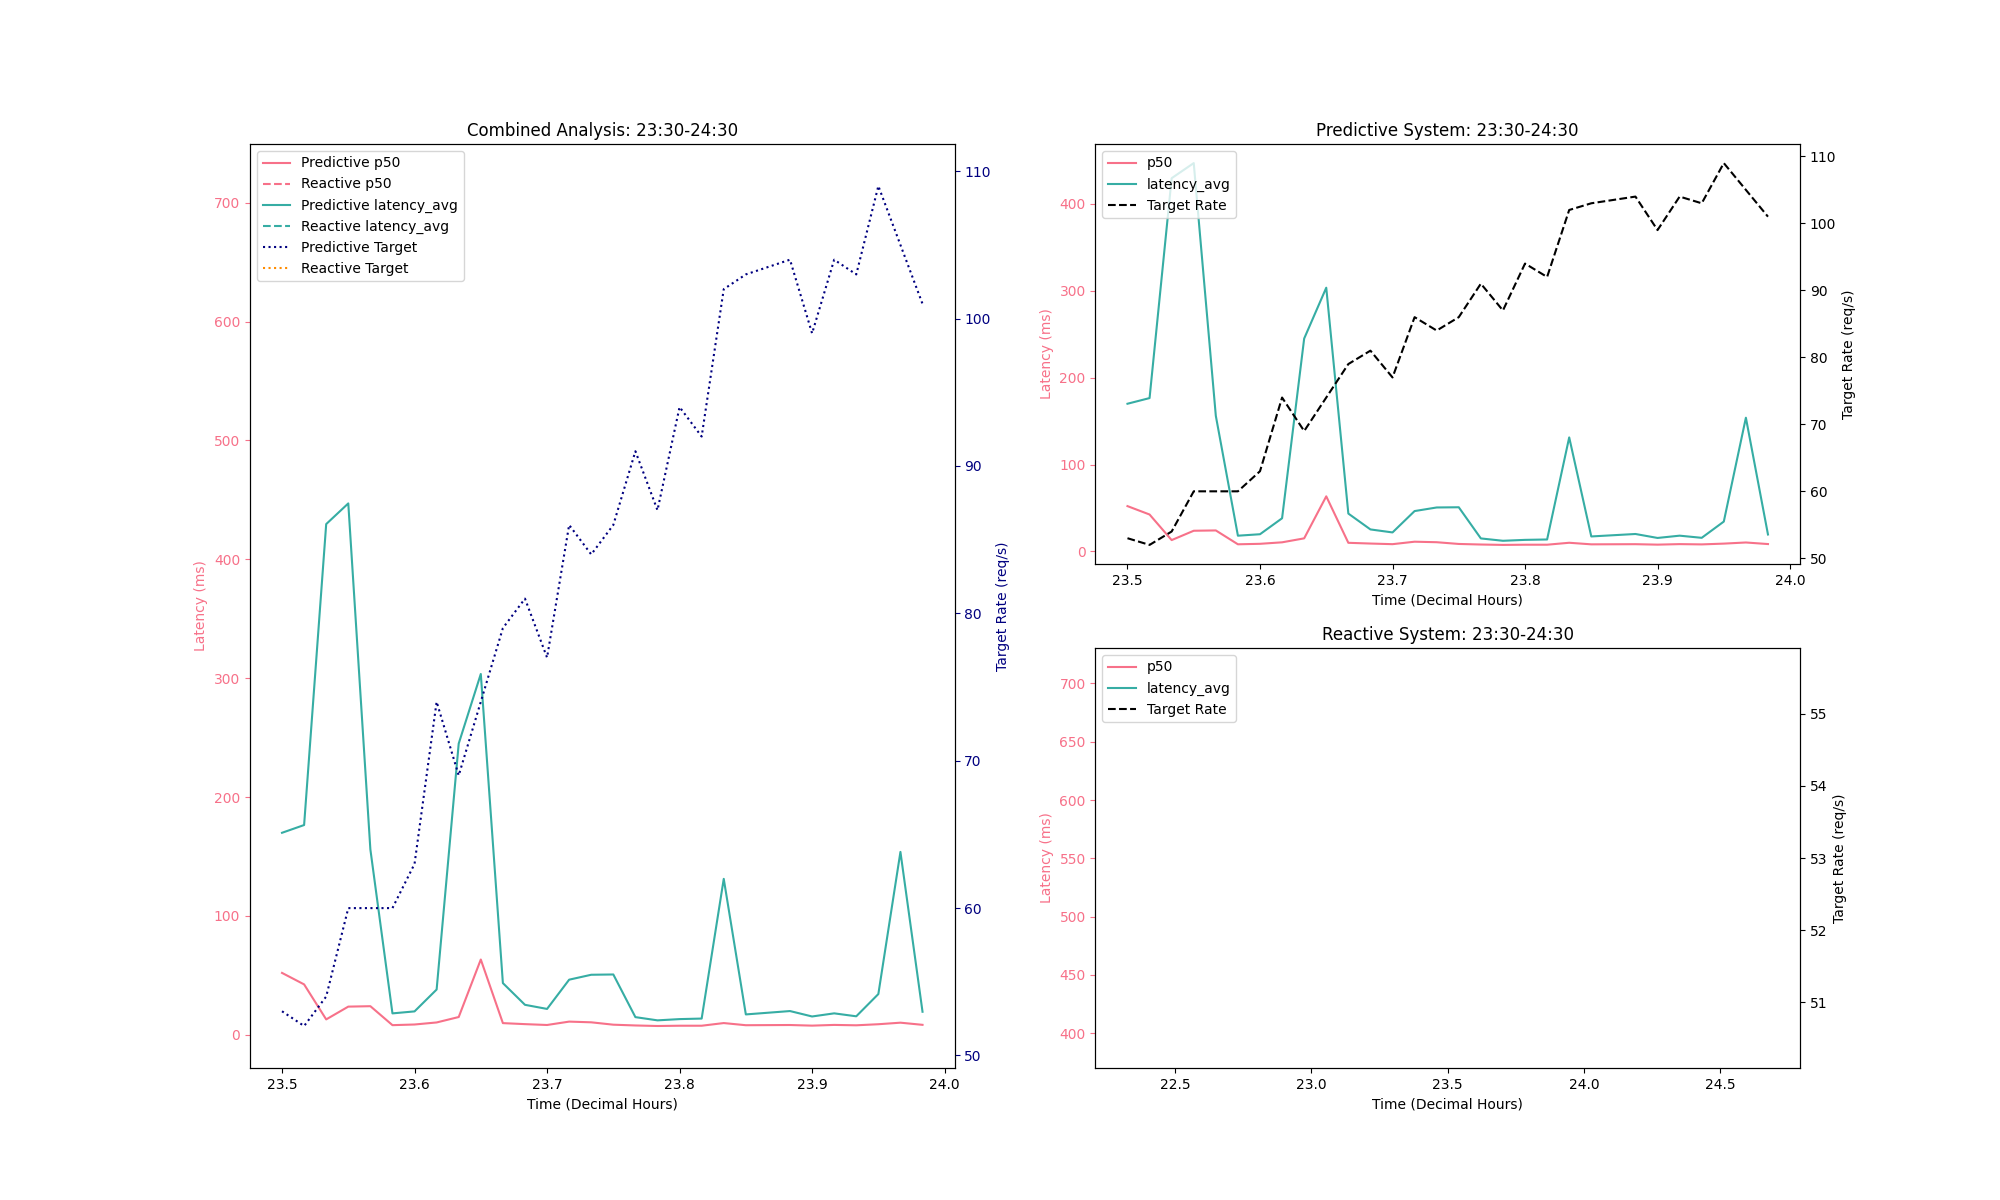 Combined Analysis: 23:30-24:30
Predictive p50
Reactive p50
Predictive latency_avg
Reactive latency_avg
Predictive Target
Reactive Target
Latency (ms)
700
600
500
400
300
200
100
0
110
100
90
80
70
60
50
Target Rate (req/s)
23.5 23.6 23.7 23.8 23.9 24.0
Time (Decimal Hours)
Predictive System: 23:30-24:30
p50
latency_avg
Target Rate
Latency (ms)
400
300
200
100
0
110
100
90
80
70
60
50
Target Rate (req/s)
23.5 23.6 23.7 23.8 23.9 24.0
Time (Decimal Hours)
Reactive System: 23:30-24:30
p50
latency_avg
Target Rate
Latency (ms)
700
650
600
550
500
450
400
55
54
53
52
51
Target Rate (req/s)
22.5 23.0 23.5 24.0 24.5
Time (Decimal Hours)